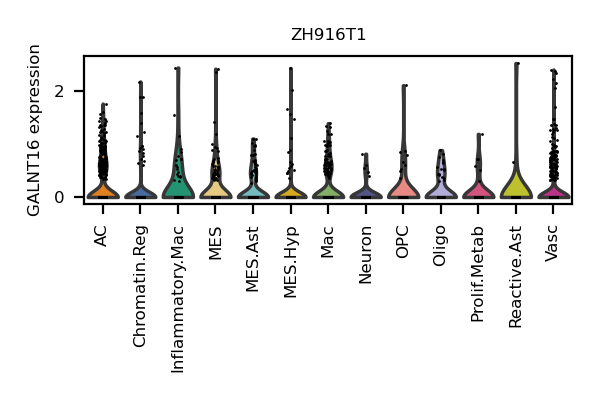 ZH916T1
GALNT16 expression
2
0
AC
Chromatin.Reg
Inflammatory.Mac
MES
MES.Ast
MES.Hyp
Mac
Neuron
OPC
Oligo
Prolif.Metab
Reactive.Ast
Vasc